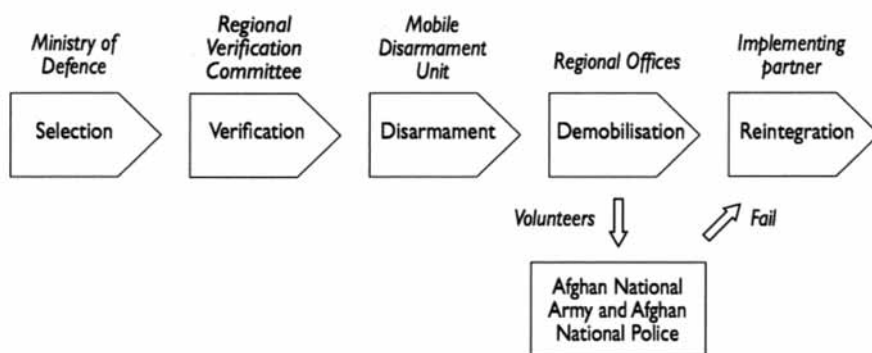 Ministry of
Defence
Selection
Regional
Verification
Committee
Verification
Mobile
Disarmament
Unit
Disarmament
Regional Offices
Demobilisation
Implementing
partner
Reintegration
Volunteers
Fail
Afghan National
Army and Afghan
National Police